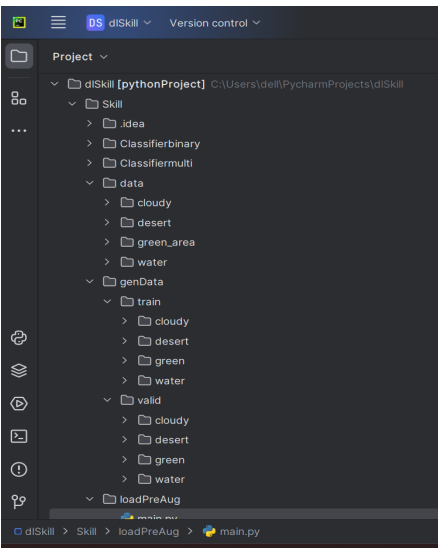 PC
DS dlSkill Version control
Project
dlSkill [pythonProject] C:\Users\dell\PycharmProjects\dlSkill
Skill
.idea
Classifierbinary
Classifiermulti
data
cloudy
desert
green_area
water
genData
train
cloudy
desert
green
water
valid
cloudy
desert
green
water
loadPreAug
main.py
dlSkill > Skill > loadPreAug > main.py